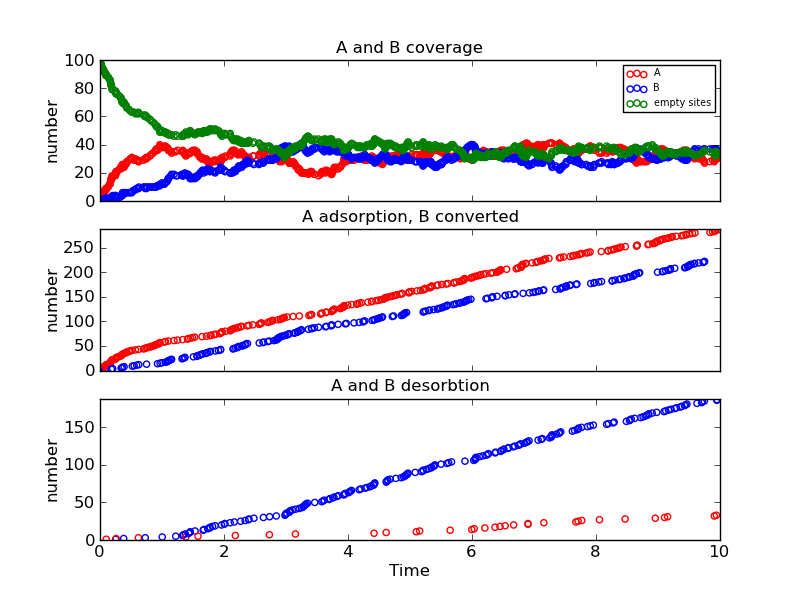 A and B coverage
100
80
60
40
20
0
number
A
B
empty sites
A adsorption, B converted
250
200
150
100
50
0
number
A and B desorbtion
150
100
50
0
number
0 2 4 6 8 10
Time